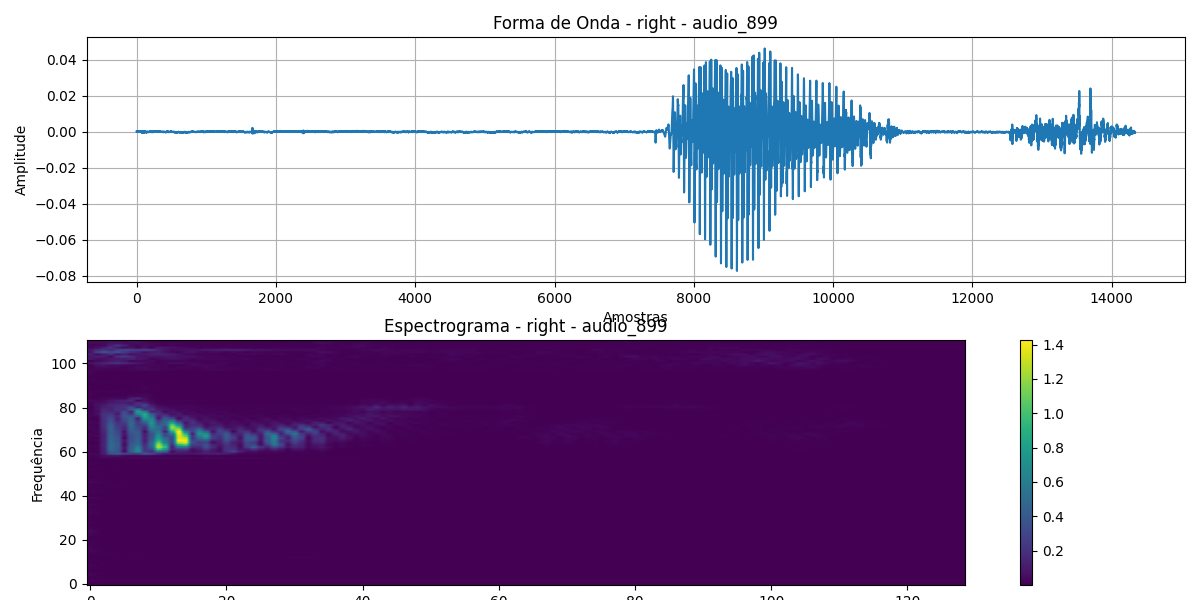 Forma de Onda - right - audio_899
0.04
0.02
0.00
−0.02
−0.04
−0.06
−0.08
Amplitude
0 2000 4000 6000 8000 10000 12000 14000
Amostras
Espectrograma - right - audio_899
100
80
60
40
20
0
Frequência
0 20 40 60 80 100 120
1.4
1.2
1.0
0.8
0.6
0.4
0.2